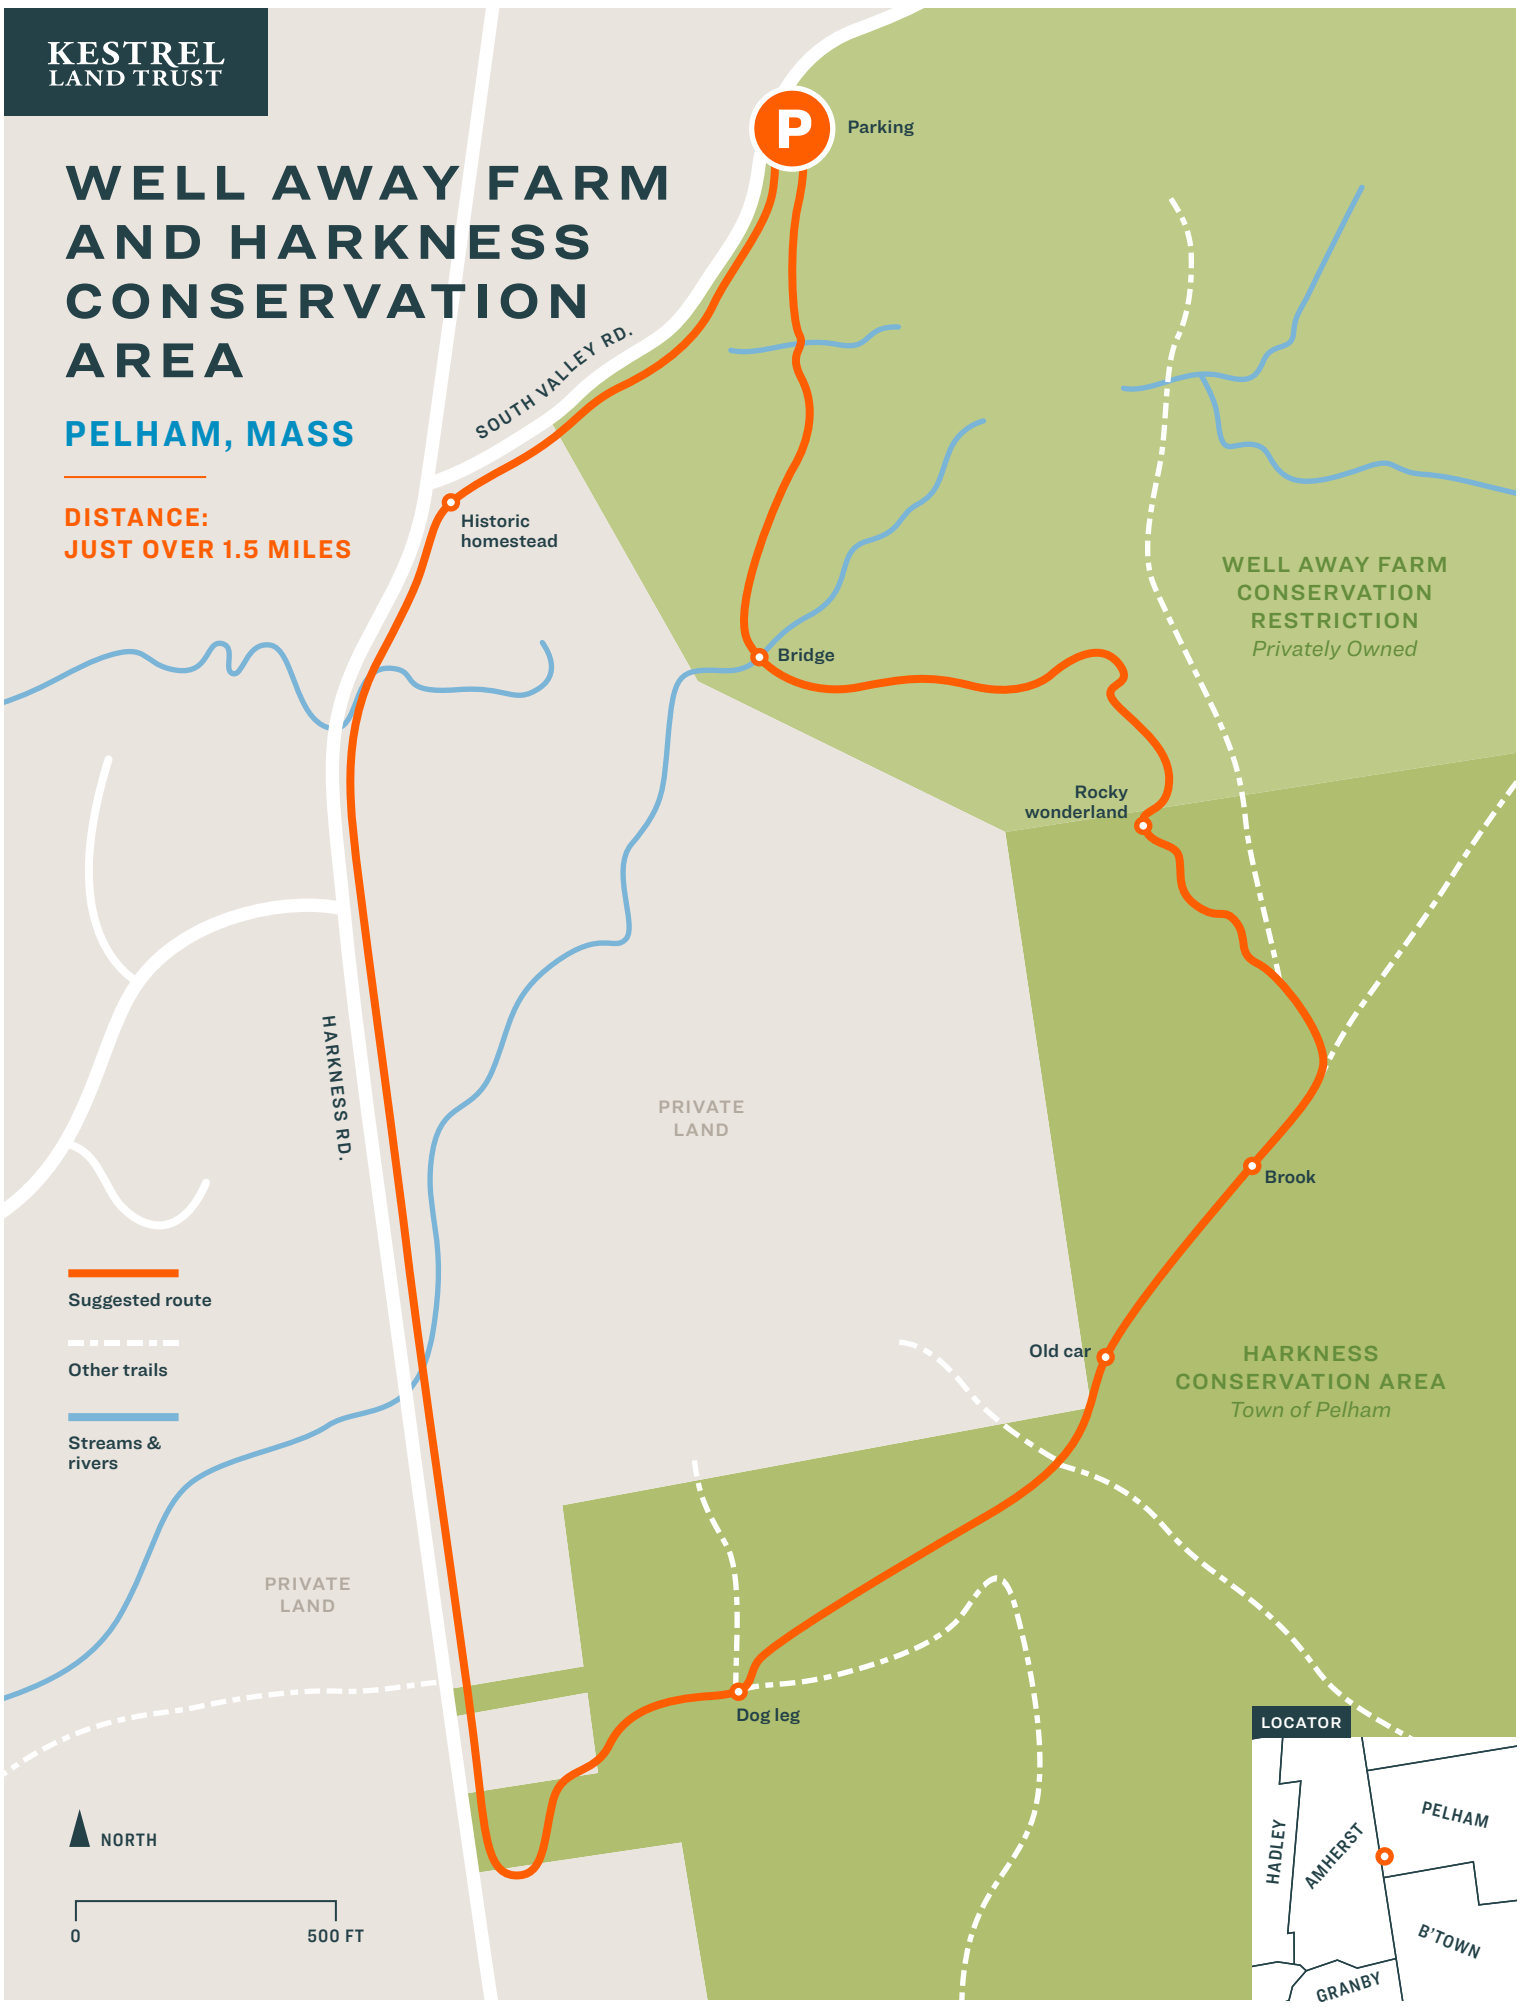 KESTREL
LAND TRUST
WELL AWAY FARM
AND HARKNESS
CONSERVATION
AREA
PELHAM, MASS
DISTANCE:
JUST OVER 1.5 MILES
P
Parking
SOUTH VALLEY RD.
Historic
homestead
Bridge
WELL AWAY FARM
CONSERVATION
RESTRICTION
Privately Owned
Rocky
wonderland
HARKNESS RD.
PRIVATE
LAND
Brook
Old car
HARKNESS
CONSERVATION AREA
Town of Pelham
Suggested route
Other trails
Streams &
rivers
PRIVATE
LAND
Dog leg
NORTH
0
500 FT
LOCATOR
HADLEY
AMHERST
PELHAM
B'TOWN
GRANBY